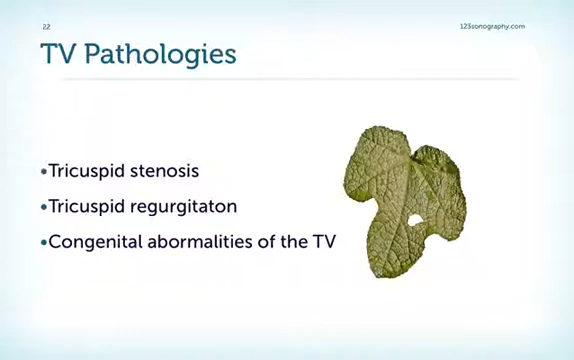 22
123sonography.com
TV Pathologies
•Tricuspid stenosis
•Tricuspid regurgitaton
•Congenital abormalities of the TV